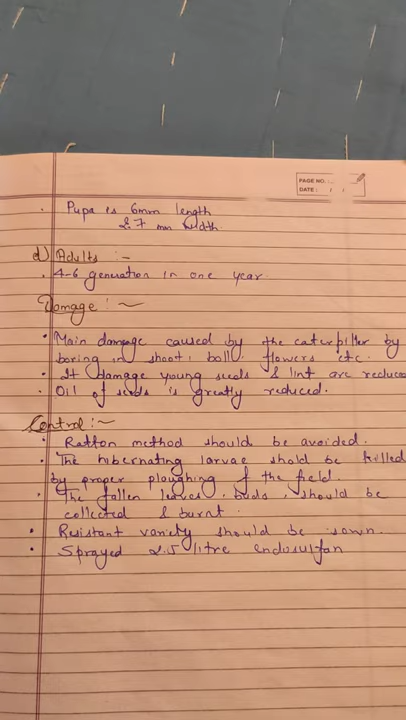 PAGE NO.:
DATE: / /
• Pupa is 6mm length
2.7 mm width
d) Adults :-
• 4-6 generation in one year.
Damage :~
• Main damage caused by the caterpiller by
boring in shoot, boll, flowers etc.
• It damage young seeds & lint are reduced
• Oil of seeds is greatly reduced.
Control :~
• Ratton method should be avoided.
• The hibernating larvae shold be killed
by proper ploughing of the field.
• The fallen leaves, buds, should be
collected & burnt.
• Resistant variety should be sown.
• Sprayed 2.5 litre endosulfan